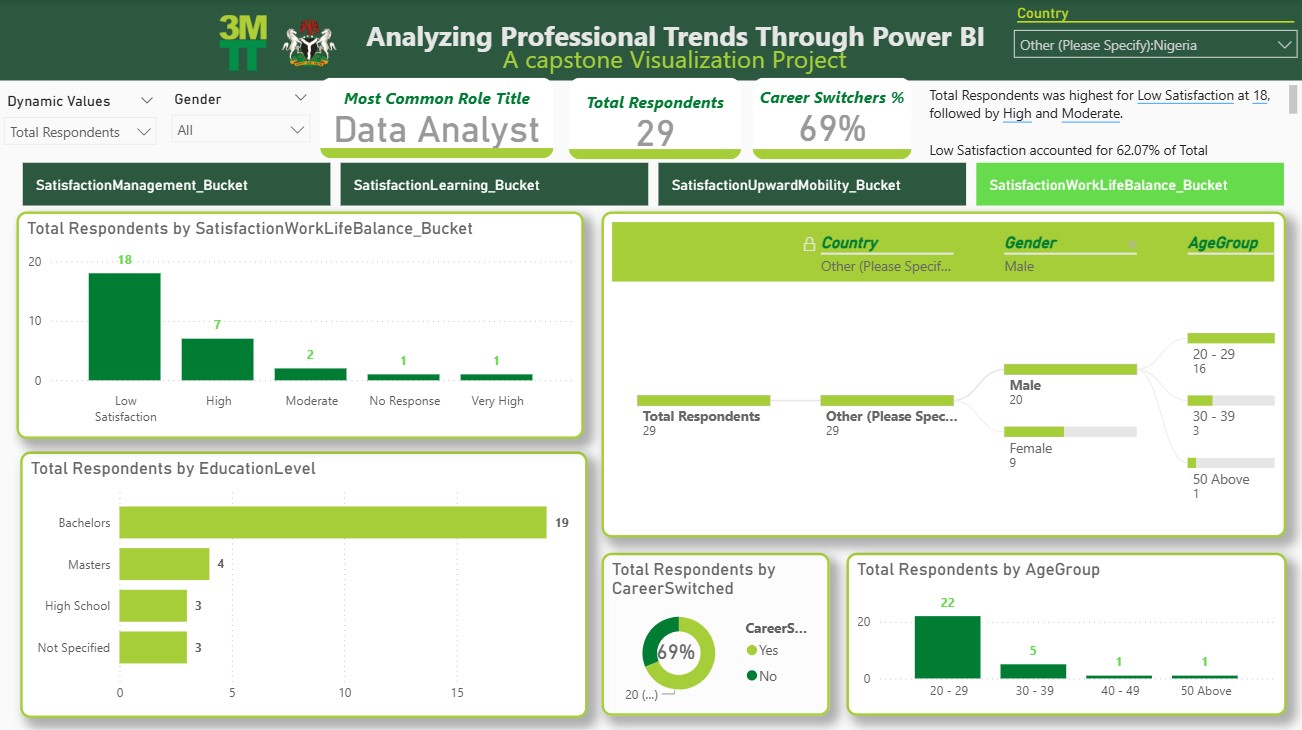 3M
TT
Analyzing Professional Trends Through Power BI
A capstone Visualization Project
Country
Other (Please Specify):Nigeria
Dynamic Values
Total Respondents
Gender
All
Most Common Role Title
Data Analyst
Total Respondents
29
Career Switchers %
69%
Total Respondents was highest for Low Satisfaction at 18,
followed by High and Moderate.
Low Satisfaction accounted for 62.07% of Total
SatisfactionManagement_Bucket
SatisfactionLearning_Bucket
SatisfactionUpwardMobility_Bucket
SatisfactionWorkLifeBalance_Bucket
Total Respondents by SatisfactionWorkLifeBalance_Bucket
20
10
0
18
7
2
1
1
Low
Satisfaction
High
Moderate
No Response
Very High
Country
Other (Please Specif...
Gender
Male
AgeGroup
Total Respondents
29
Other (Please Spec...
29
Male
20
Female
9
20 - 29
16
30 - 39
3
50 Above
1
Total Respondents by EducationLevel
Bachelors
19
Masters
4
High School
3
Not Specified
3
0
5
10
15
Total Respondents by
CareerSwitched
69%
20 (...)
CareerS...
Yes
No
Total Respondents by AgeGroup
20
0
22
5
1
1
20 - 29
30 - 39
40 - 49
50 Above